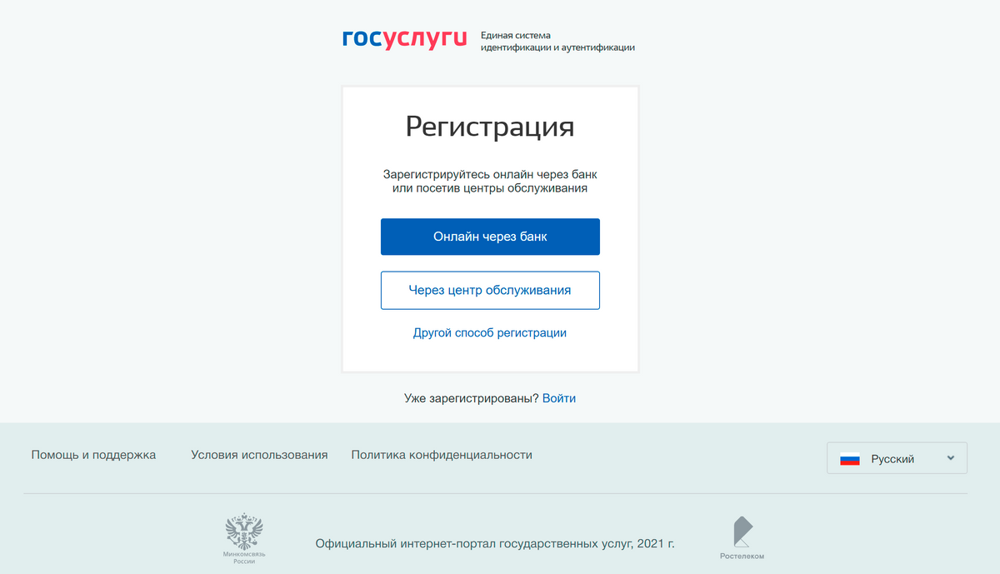 госуслуги
Единая система
идентификации и аутентификации
Регистрация
Зарегистрируйтесь онлайн через банк
или посетив центры обслуживания
Онлайн через банк
Через центр обслуживания
Другой способ регистрации
Уже зарегистрированы? Войти
Помощь и поддержка
Условия использования
Политика конфиденциальности
Русский
Минкомсвязь
России
Официальный интернет-портал государственных услуг, 2021 г.
Ростелеком